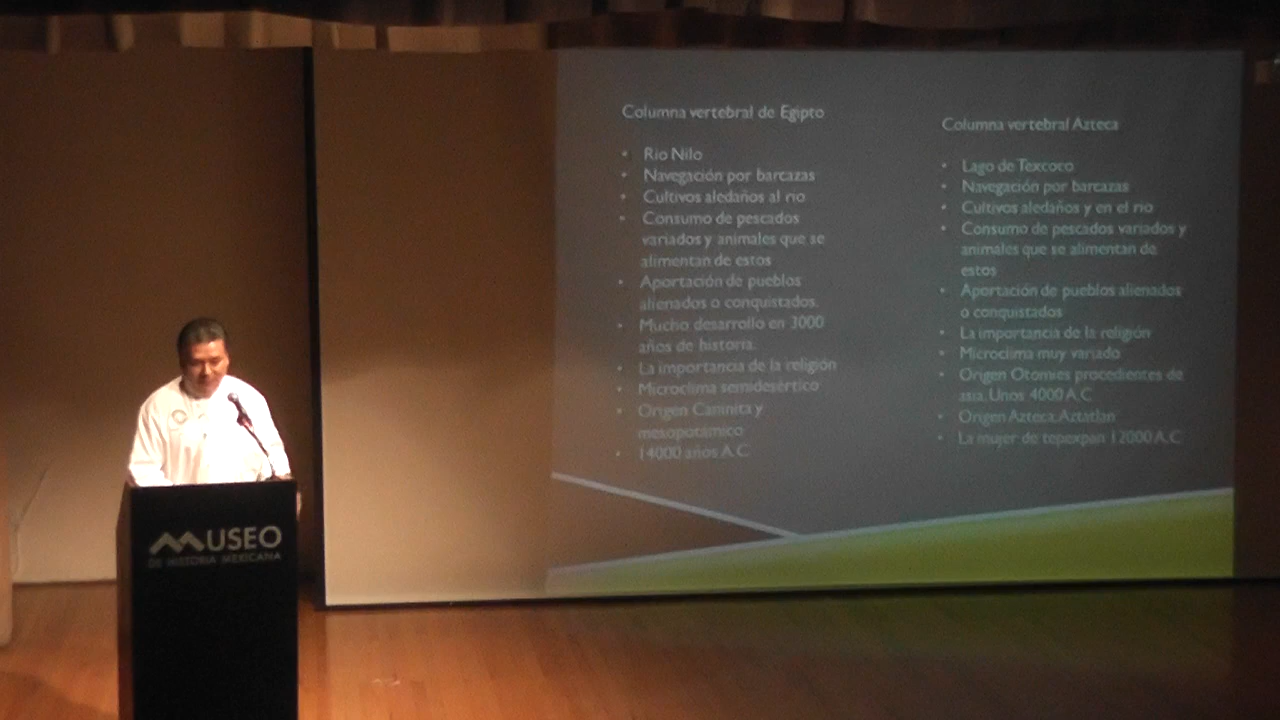 Columna vertebral de Egipto
• Rio Nilo
• Navegación por barcazas
• Cultivos aledaños al rio
• Consumo de pescados
variados y animales que se
alimentan de estos
• Aportación de pueblos
alienados o conquistados.
• Mucho desarrollo en 3000
años de historia.
• La importancia de la religión
• Microclima semidesértico
• Origen Caninita y
mesopotámico
• 14000 años A.C
Columna vertebral Azteca
• Lago de Texcoco
• Navegación por barcazas
• Cultivos aledaños y en el rio
• Consumo de pescados variados y
animales que se alimentan de
estos
• Aportación de pueblos alienados
o conquistados
• La importancia de la religión
• Microclima muy variado
• Origen Otomies procedientes de
asia. Unos 4000 A.C
• Origen Azteca. Aztatlan
• La mujer de tepexpan 12000 A.C
MUSEO
DE HISTORIA MEXICANA